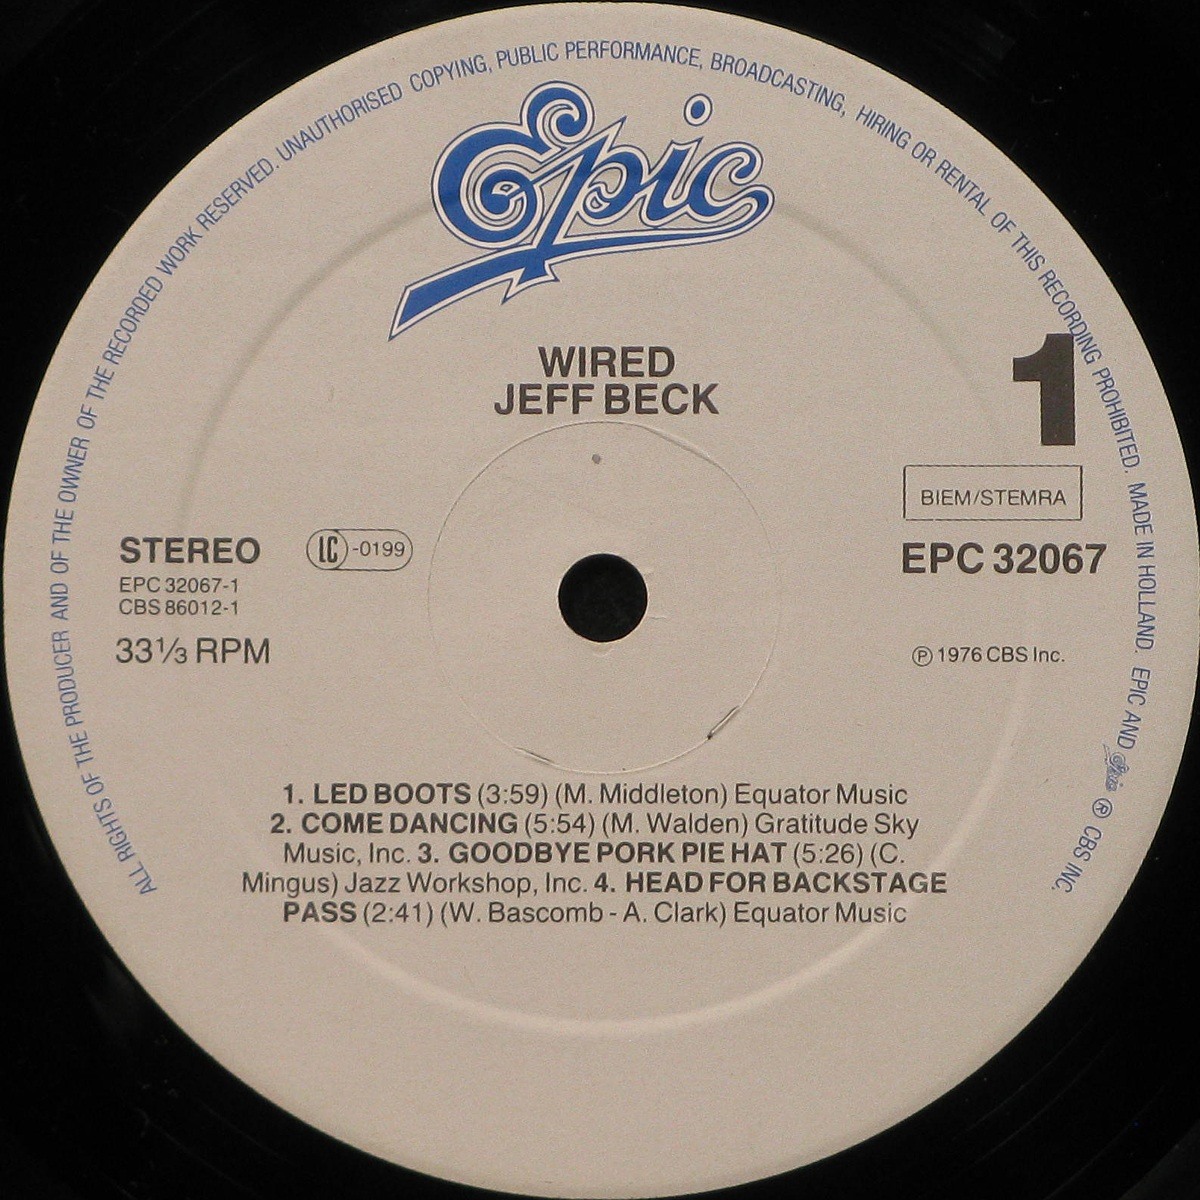 ALL RIGHTS OF THE PRODUCER AND OF THE OWNER OF THE RECORDED WORK RESERVED. UNAUTHORISED COPYING, PUBLIC PERFORMANCE, BROADCASTING, HIRING OR RENTAL OF THIS RECORDING PROHIBITED. MADE IN HOLLAND. EPIC AND Epic ® CBS INC.
Epic
WIRED
JEFF BECK
1
BIEM/STEMRA
STEREO LC-0199 EPC 32067
EPC 32067-1
CBS 86012-1
33⅓ RPM ℗ 1976 CBS Inc.
1. LED BOOTS (3:59) (M. Middleton) Equator Music
2. COME DANCING (5:54) (M. Walden) Gratitude Sky
Music, Inc. 3. GOODBYE PORK PIE HAT (5:26) (C.
Mingus) Jazz Workshop, Inc. 4. HEAD FOR BACKSTAGE
PASS (2:41) (W. Bascomb - A. Clark) Equator Music